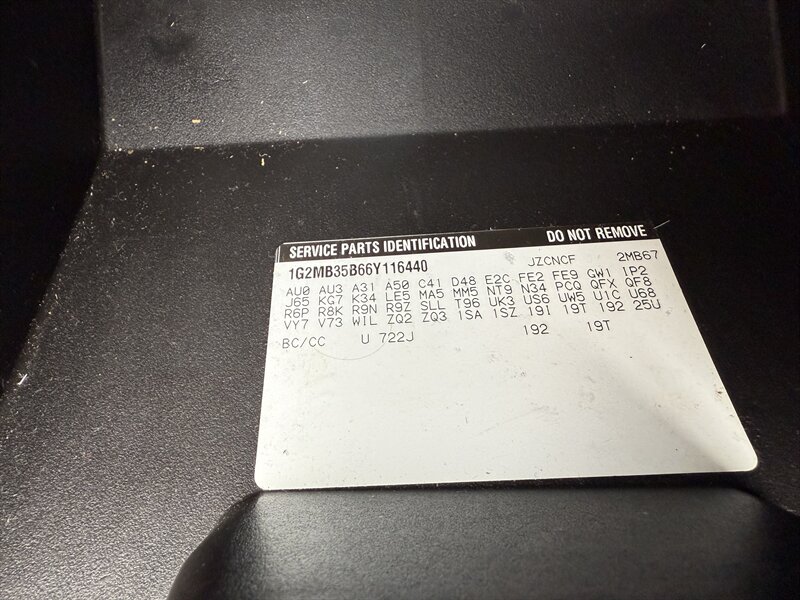 SERVICE PARTS IDENTIFICATION DO NOT REMOVE
1G2MB35B66Y116440 JZCNCF 2MB67
AU0 AU3 A31 A50 C41 D48 E2C FE2 FE9 GW1 IP2
J65 KG7 K34 LE5 MA5 MM5 NT9 N34 PCQ QFX QF8
R6P R8K R9N R9Z SLL T96 UK3 US6 UW5 U1C U68
VY7 V73 WIL ZQ2 ZQ3 1SA 1SZ 19I 19T 192 25U
BC/CC U 722J 192 19T